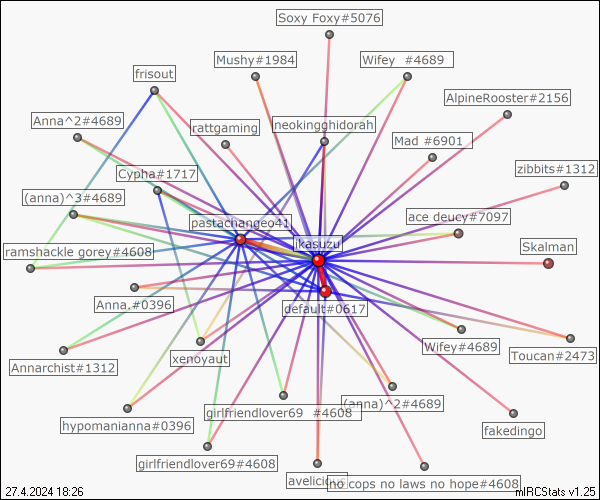 Soxy Foxy#5076
Mushy#1984
Wifey  #4689
frisout
AlpineRooster#2156
Anna^2#4689
rattgaming
neokingghidorah
Mad  #6901
zibbits#1312
Cypha#1717
(anna)^3#4689
pastachangeo41
ace deucy#7097
ikasuzu
Skalman
ramshackle gorey#4608
Anna,#0396
default#0617
Annarchist#1312
xenoyaut
Wifey#4689
Toucan#2473
hypomanianna#0396
girlfriendlover69  #4608
(anna)^2#4689
fakedingo
girlfriendlover69#4608
avelicious
no cops no laws no hope#4608
27.4.2024 18:26
mIRCStats v1.25